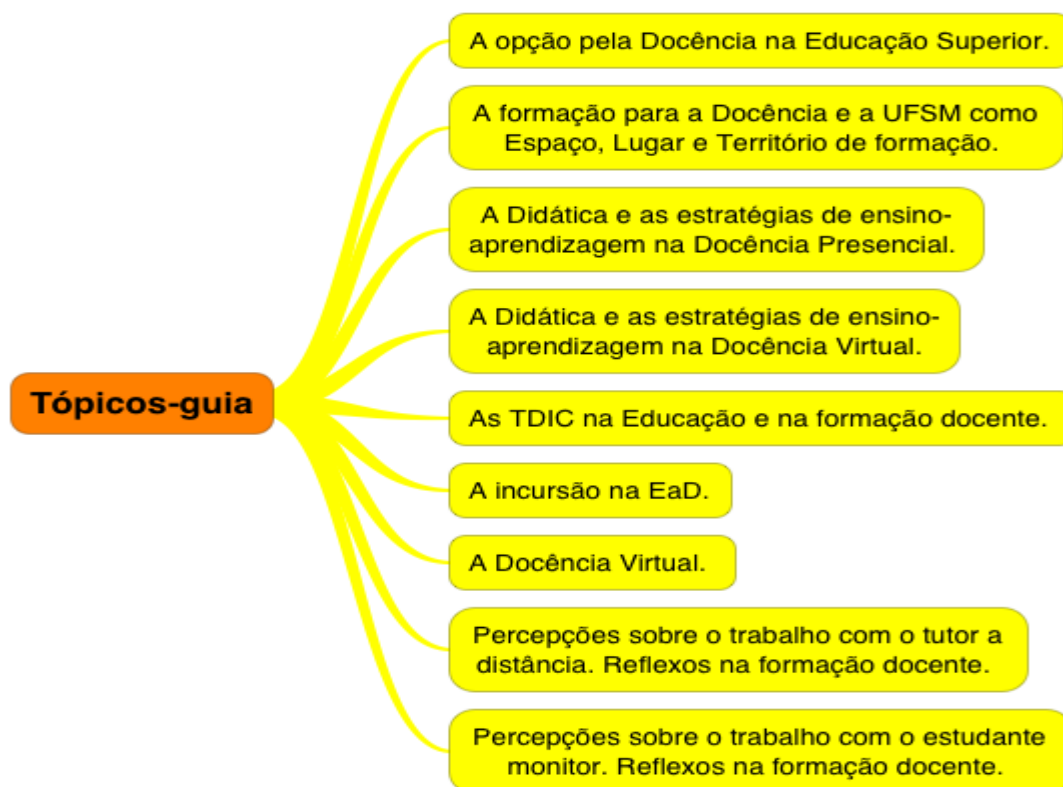 A opção pela Docência na Educação Superior.
A formação para a Docência e a UFSM como
Espaço, Lugar e Território de formação.
A Didática e as estratégias de ensino-
aprendizagem na Docência Presencial.
A Didática e as estratégias de ensino-
aprendizagem na Docência Virtual.
Tópicos-guia
As TDIC na Educação e na formação docente.
A incursão na EaD.
A Docência Virtual.
Percepções sobre o trabalho com o tutor a
distância. Reflexos na formação docente.
Percepções sobre o trabalho com o estudante
monitor. Reflexos na formação docente.